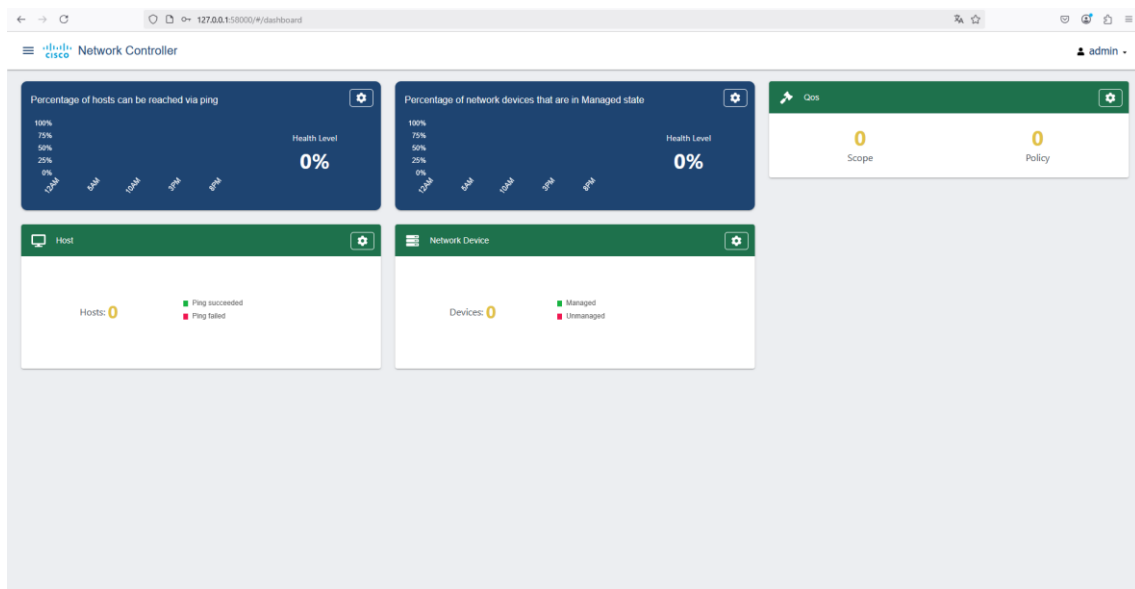 127.0.0.1:58000/#/dashboard
CISCO Network Controller
admin
Percentage of hosts can be reached via ping
100%
75%
50%
25%
0%
12AM 5AM 10AM 3PM 8PM
Health Level
0%
Percentage of network devices that are in Managed state
100%
75%
50%
25%
0%
12AM 5AM 10AM 3PM 8PM
Health Level
0%
Qos
0
Scope
0
Policy
Host
Hosts: 0
Ping succeeded
Ping failed
Network Device
Devices: 0
Managed
Unmanaged